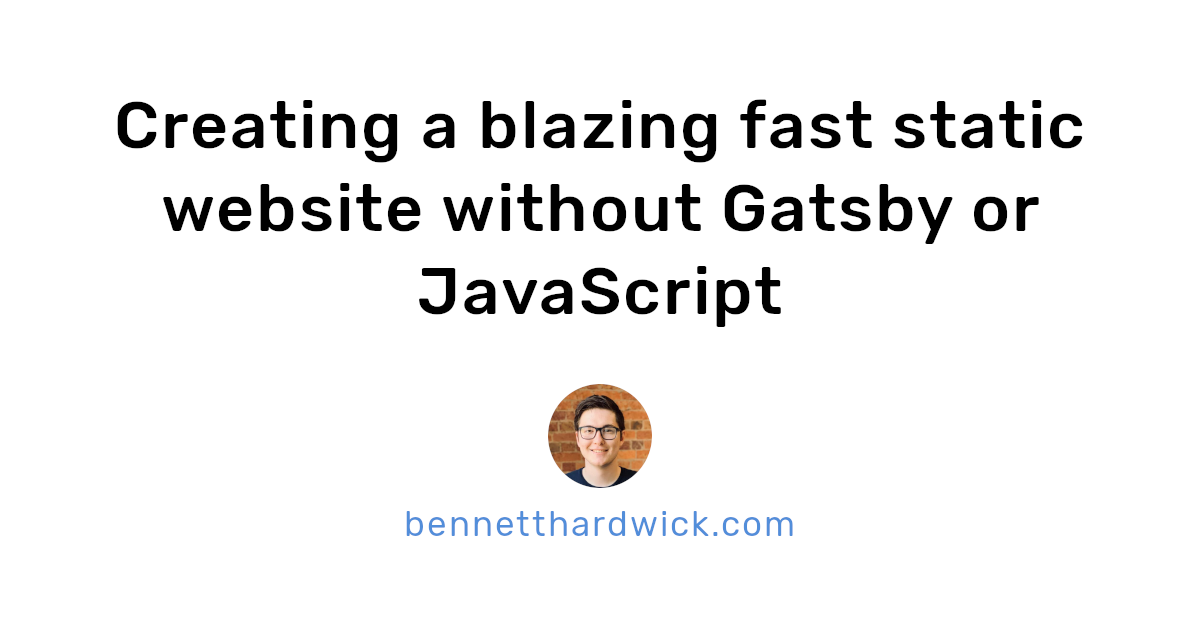 Creating a blazing fast static
website without Gatsby or
JavaScript
bennetthardwick.com